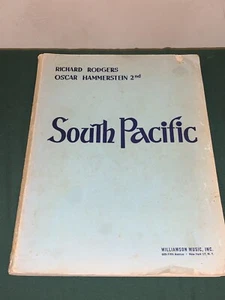 RICHARD RODGERS
OSCAR HAMMERSTEIN 2nd
South Pacific
WILLIAMSON MUSIC, INC.